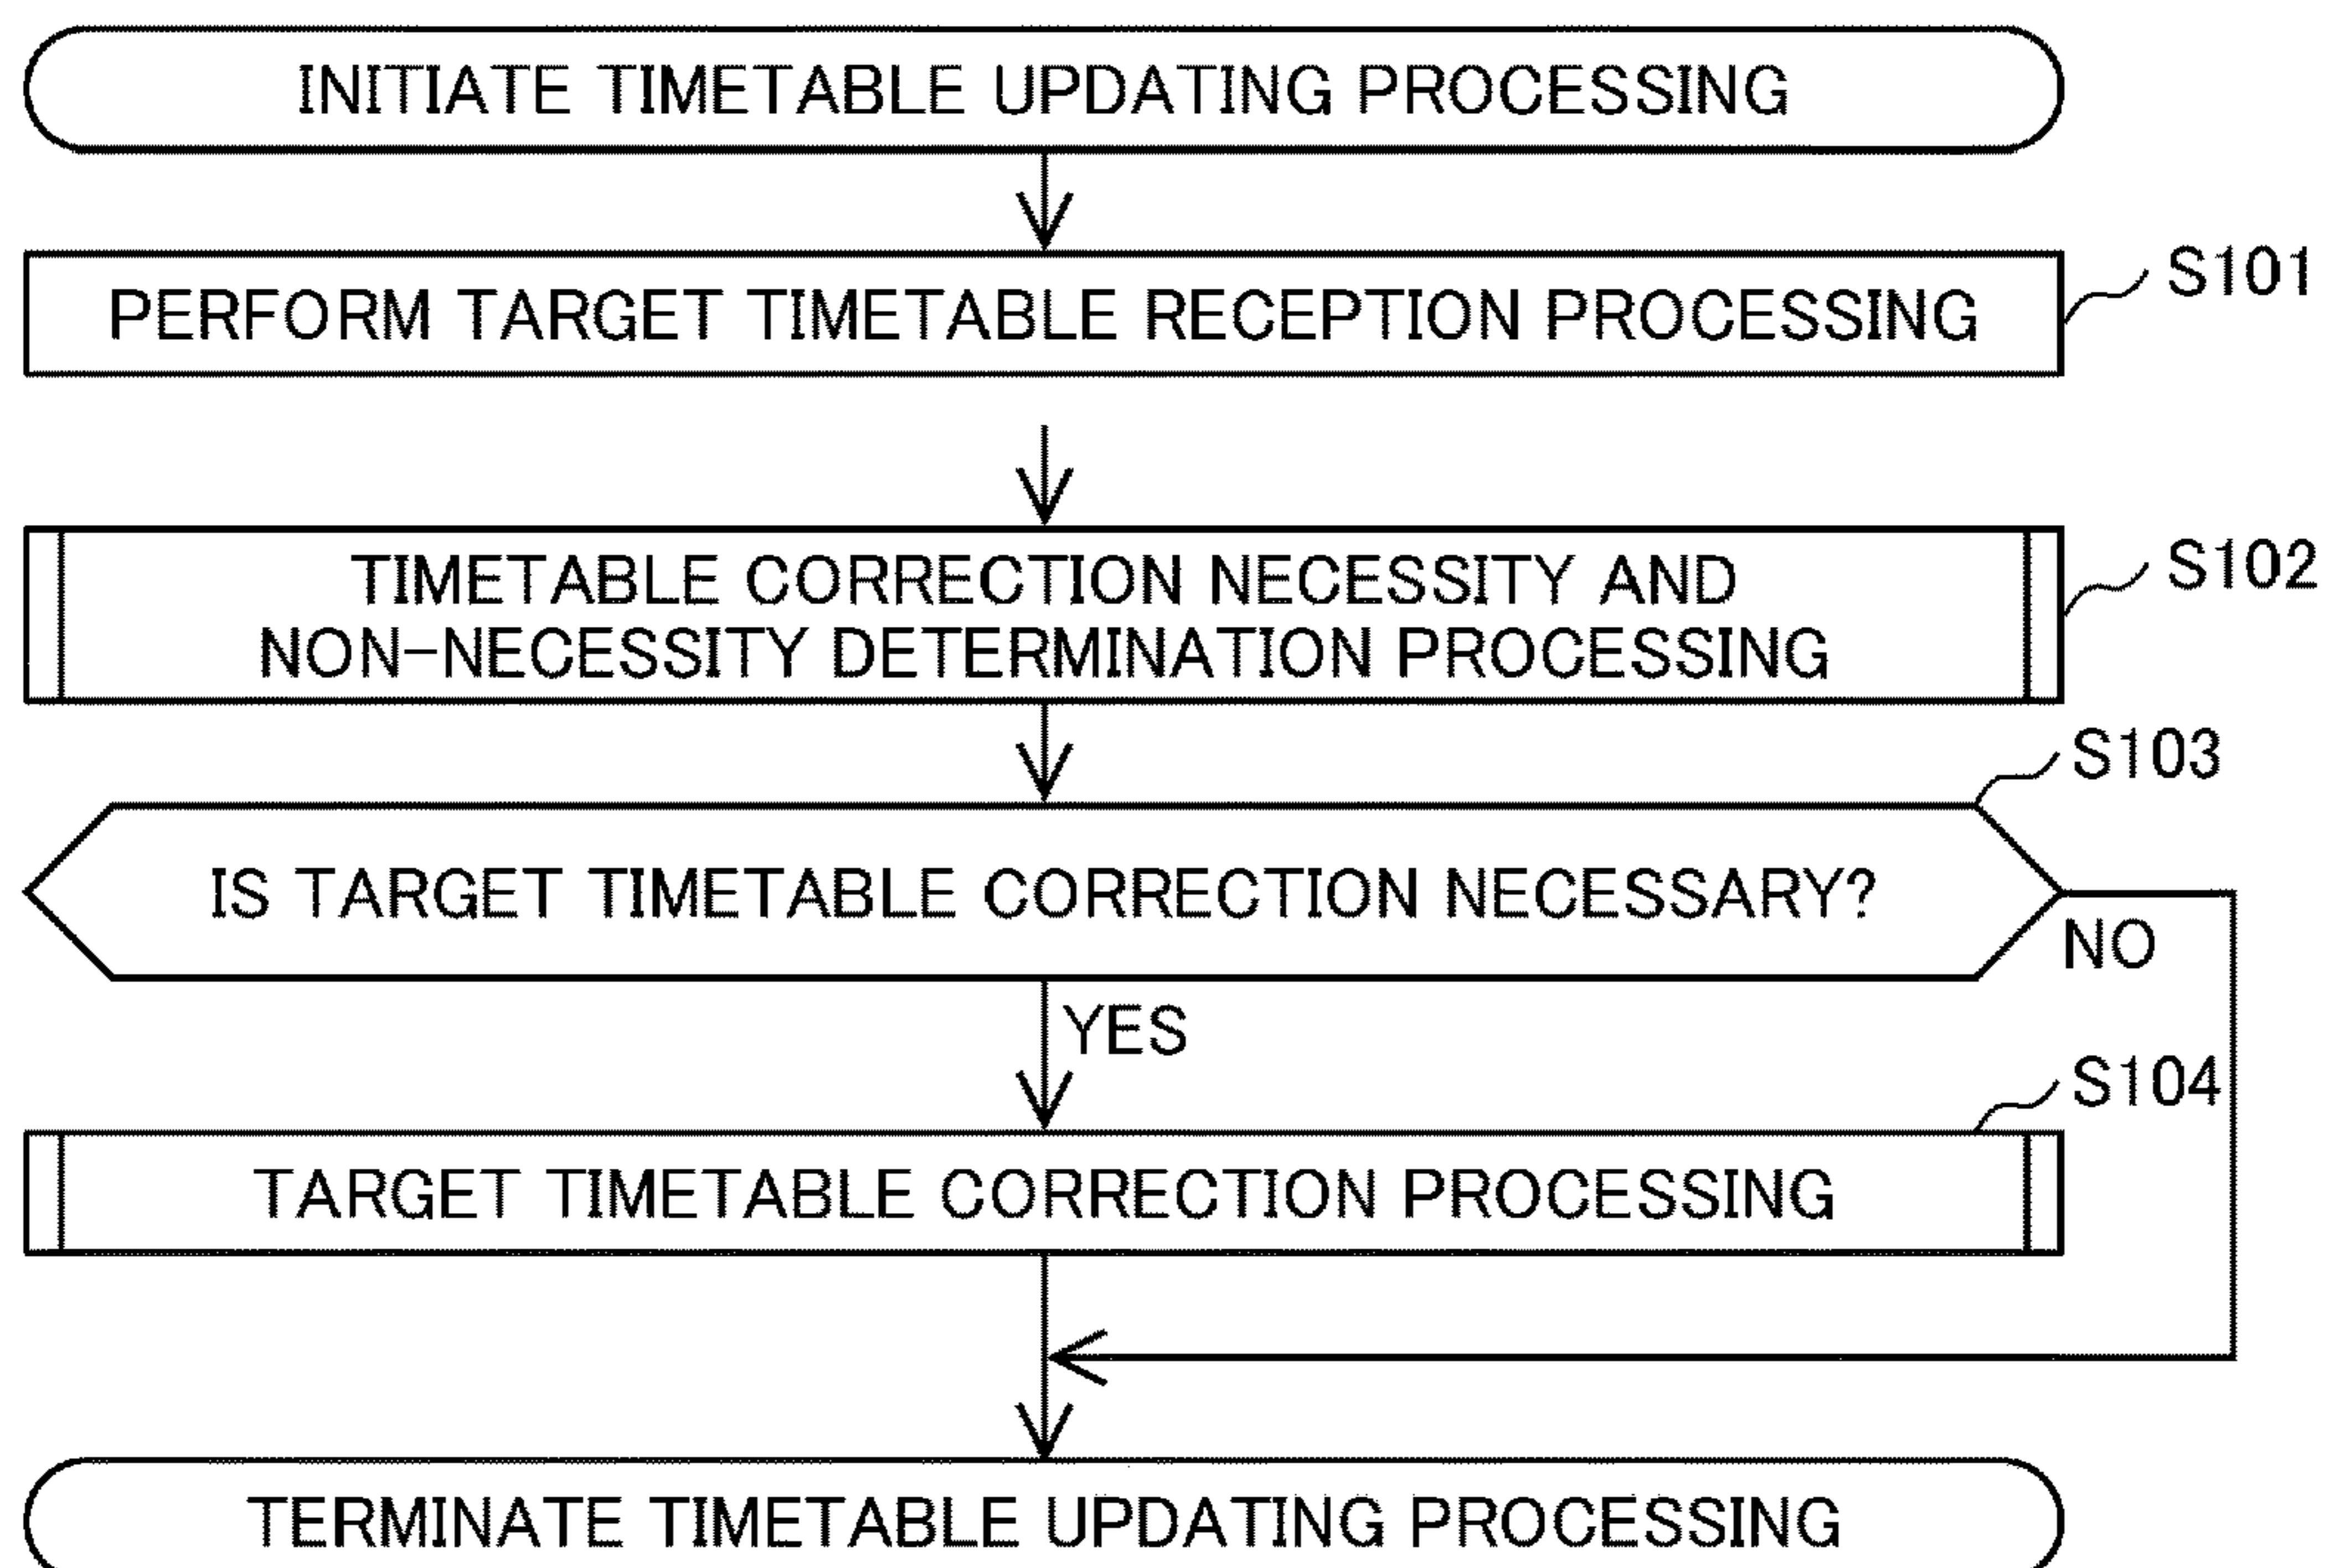 INITIATE TIMETABLE UPDATING PROCESSING
PERFORM TARGET TIMETABLE RECEPTION PROCESSING
S101
TIMETABLE CORRECTION NECESSITY AND
NON-NECESSITY DETERMINATION PROCESSING
S102
S103
IS TARGET TIMETABLE CORRECTION NECESSARY?
NO
YES
S104
TARGET TIMETABLE CORRECTION PROCESSING
TERMINATE TIMETABLE UPDATING PROCESSING